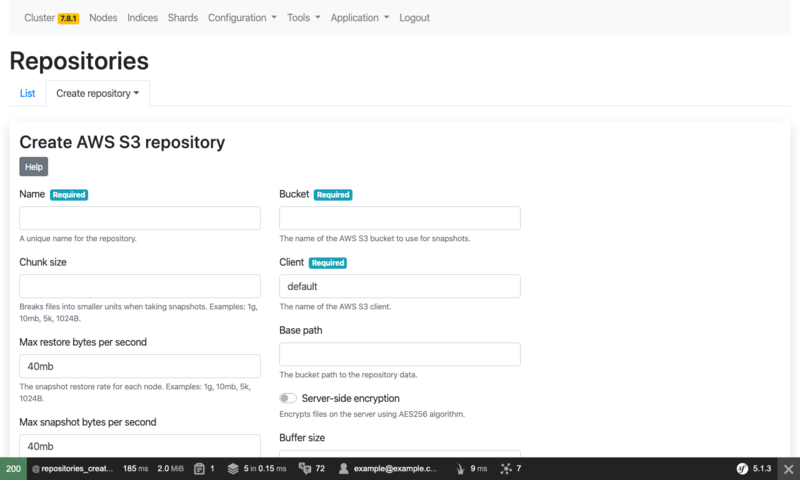 Cluster 7.8.1 Nodes Indices Shards Configuration Tools Application Logout
Repositories
List Create repository
Create AWS S3 repository
Help
Name Required
A unique name for the repository.
Chunk size
Breaks files into smaller units when taking snapshots. Examples: 1g,
10mb, 5k, 1024B.
Max restore bytes per second
40mb
The snapshot restore rate for each node. Examples: 1g, 10mb, 5k,
1024B.
Max snapshot bytes per second
40mb
Bucket Required
The name of the AWS S3 bucket to use for snapshots.
Client Required
default
The name of the AWS S3 client.
Base path
The bucket path to the repository data.
Server-side encryption
Encrypts files on the server using AES256 algorithm.
Buffer size
200 @ repositories_creat... 185 ms 2.0 MiB 1 5 in 0.15 ms 72 example@example.c... 9 ms 7 sf 5.1.3